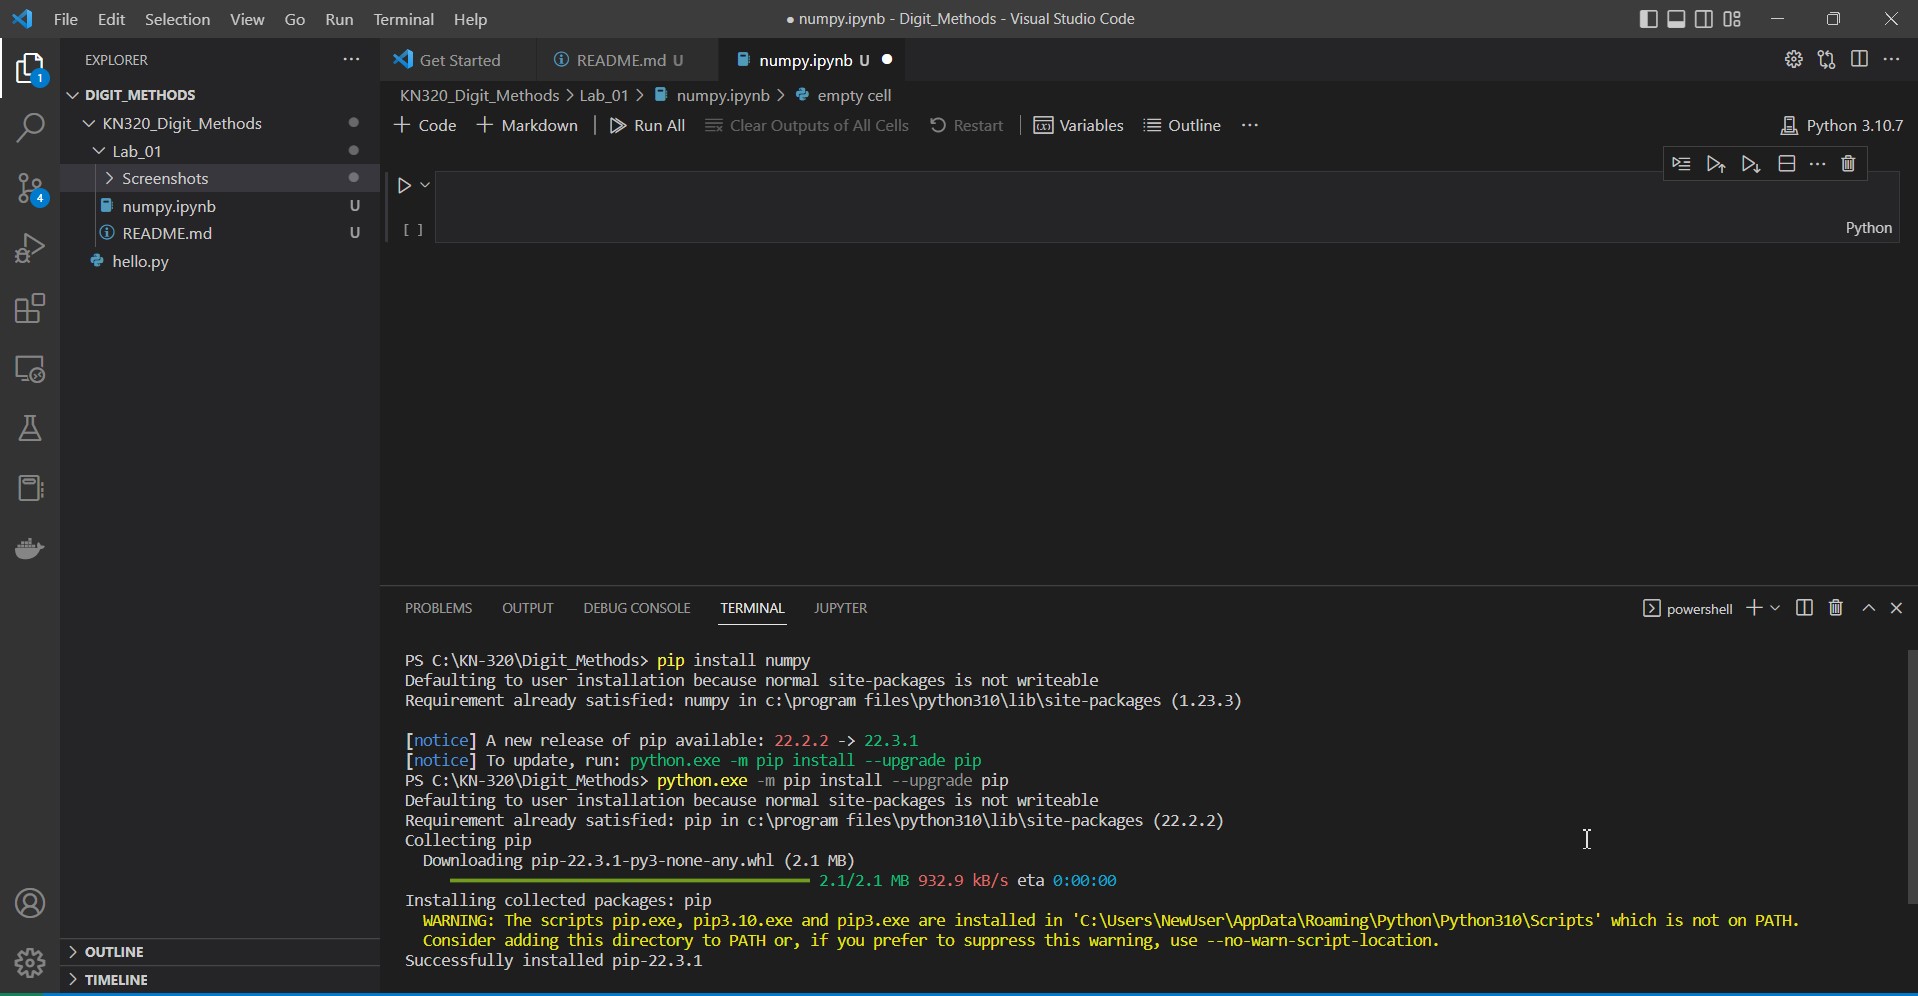 File Edit Selection View Go Run Terminal Help
● numpy.ipynb - Digit_Methods - Visual Studio Code
EXPLORER
1
DIGIT_METHODS
KN320_Digit_Methods
Lab_01
Screenshots
4
numpy.ipynb U
README.md U
hello.py
OUTLINE
TIMELINE
Get Started README.md U numpy.ipynb U
KN320_Digit_Methods > Lab_01 > numpy.ipynb > empty cell
+ Code + Markdown | Run All Clear Outputs of All Cells Restart | Variables Outline ...
Python 3.10.7
[ ]
Python
PROBLEMS OUTPUT DEBUG CONSOLE TERMINAL JUPYTER
powershell
PS C:\KN-320\Digit_Methods> pip install numpy
Defaulting to user installation because normal site-packages is not writeable
Requirement already satisfied: numpy in c:\program files\python310\lib\site-packages (1.23.3)
[notice] A new release of pip available: 22.2.2 -> 22.3.1
[notice] To update, run: python.exe -m pip install --upgrade pip
PS C:\KN-320\Digit_Methods> python.exe -m pip install --upgrade pip
Defaulting to user installation because normal site-packages is not writeable
Requirement already satisfied: pip in c:\program files\python310\lib\site-packages (22.2.2)
Collecting pip
Downloading pip-22.3.1-py3-none-any.whl (2.1 MB)
2.1/2.1 MB 932.9 kB/s eta 0:00:00
Installing collected packages: pip
WARNING: The scripts pip.exe, pip3.10.exe and pip3.exe are installed in 'C:\Users\NewUser\AppData\Roaming\Python\Python310\Scripts' which is not on PATH.
Consider adding this directory to PATH or, if you prefer to suppress this warning, use --no-warn-script-location.
Successfully installed pip-22.3.1